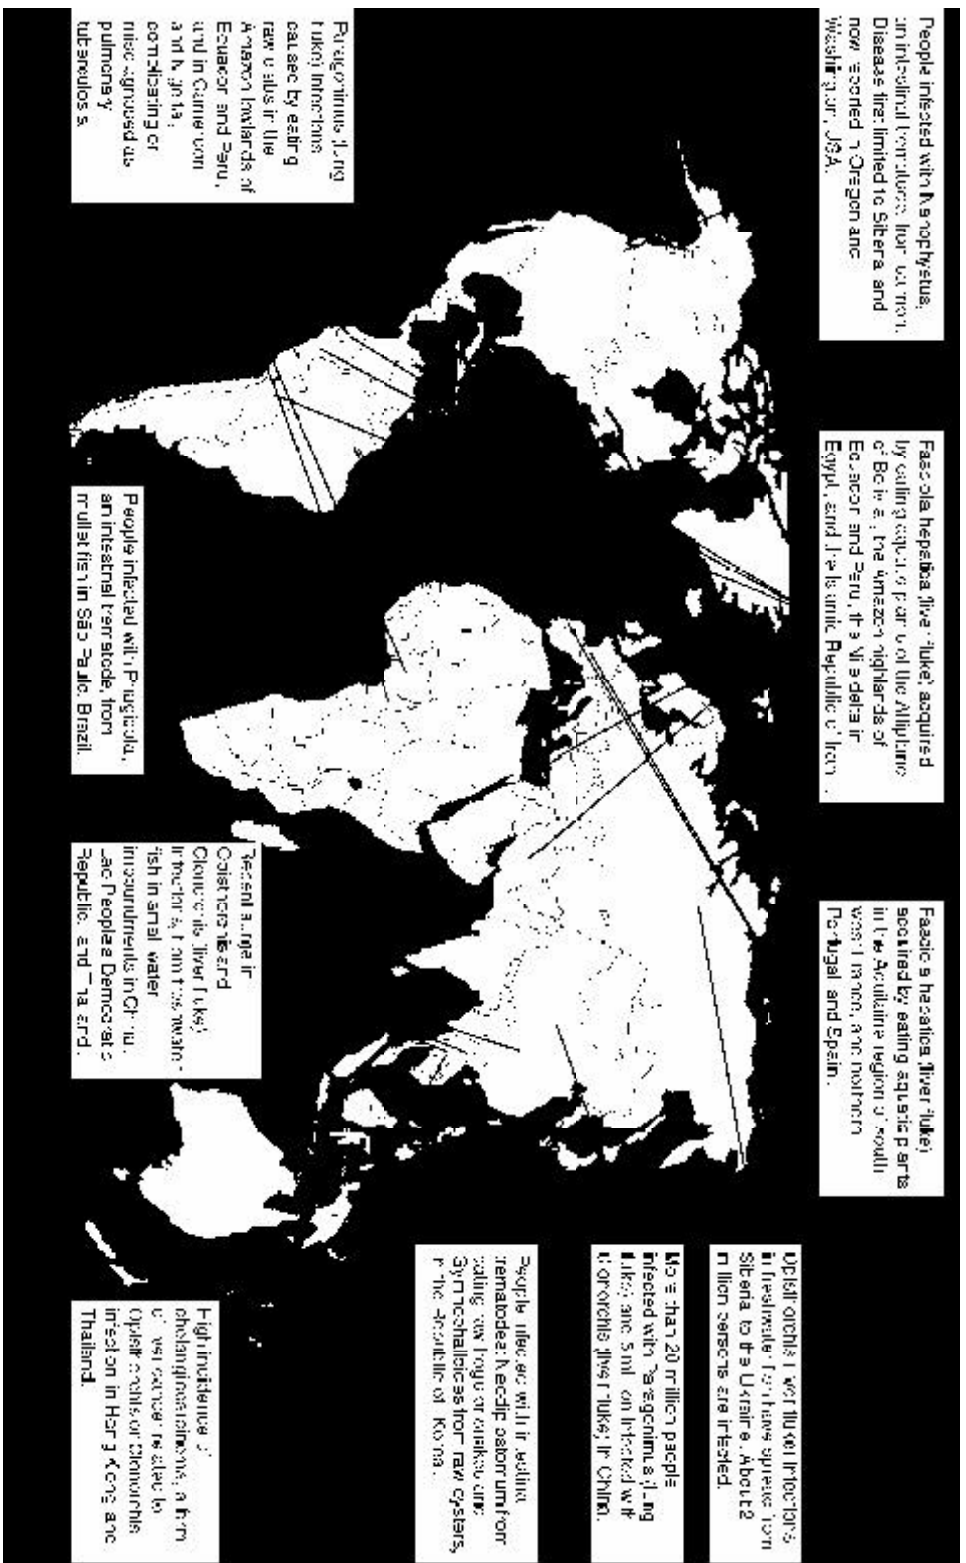 People infected with Nanophyetus,
an intestinal trematode, from salmon.
Disease first limited to Siberia and
now reported in Oregon and
Washington, USA.
Fasciola hepatica (liver fluke) acquired
by eating aquatic plants of the Altiplano
of Bolivia, the Amazon highlands of
Ecuador and Peru, the Nile delta in
Egypt, and the Islamic Republic of Iran.
Fasciola hepatica (liver fluke)
acquired by eating aquatic plants
in the Aquitaine region of south
west France, and northern
Portugal and Spain.
Opisthorchis (liver fluke) infections
in freshwater fish have spread from
Siberia to the Ukraine. About 2
million persons are infected.
More than 20 million people
infected with Paragonimus (lung
fluke) and 5 million infected with
Clonorchis (liver fluke) in China.
People infected with intestinal
trematodes: Neodiplostomum from
eating raw frogs or snakes and
Gymnophalloides from raw oysters,
in the Republic of Korea.
Paragonimus (lung
fluke) infections
caused by eating
raw crabs in the
Amazon lowlands of
Ecuador and Peru,
and in Cameroon
and Nigeria,
complicating or
misdiagnosed as
pulmonary
tuberculosis.
People infected with Phagicola,
an intestinal trematode, from
mullet fish in São Paulo, Brazil.
Recent surge in
Opisthorchis and
Clonorchis (liver fluke)
infections, from freshwater
fish in small water
impoundments in China,
Lao People's Democratic
Republic, and Thailand.
High incidence of
cholangiocarcinoma, a form
of liver cancer related to
Opisthorchis or Clonorchis
infection in Hong Kong and
Thailand.